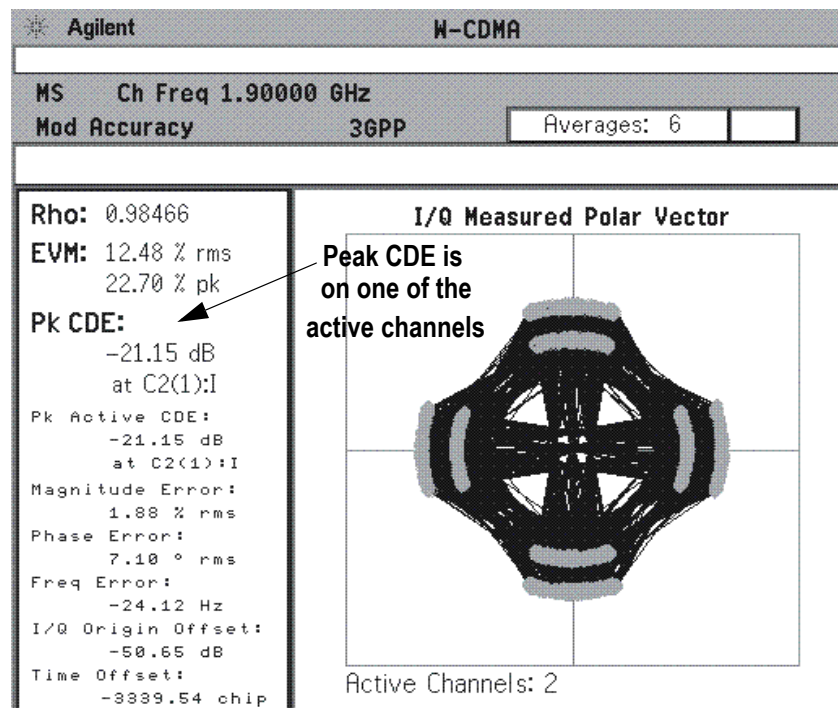 Agilent W-CDMA
MS Ch Freq 1.90000 GHz
Mod Accuracy 3GPP Averages: 6
Rho: 0.98466
EVM: 12.48 % rms
22.70 % pk
Pk CDE:
-21.15 dB
at C2(1):I
Pk Active CDE:
-21.15 dB
at C2(1):I
Magnitude Error:
1.88 % rms
Phase Error:
7.10 ° rms
Freq Error:
-24.12 Hz
I/Q Origin Offset:
-50.65 dB
Time Offset:
-3339.54 chip
I/Q Measured Polar Vector
Peak CDE is
on one of the
active channels
Active Channels: 2